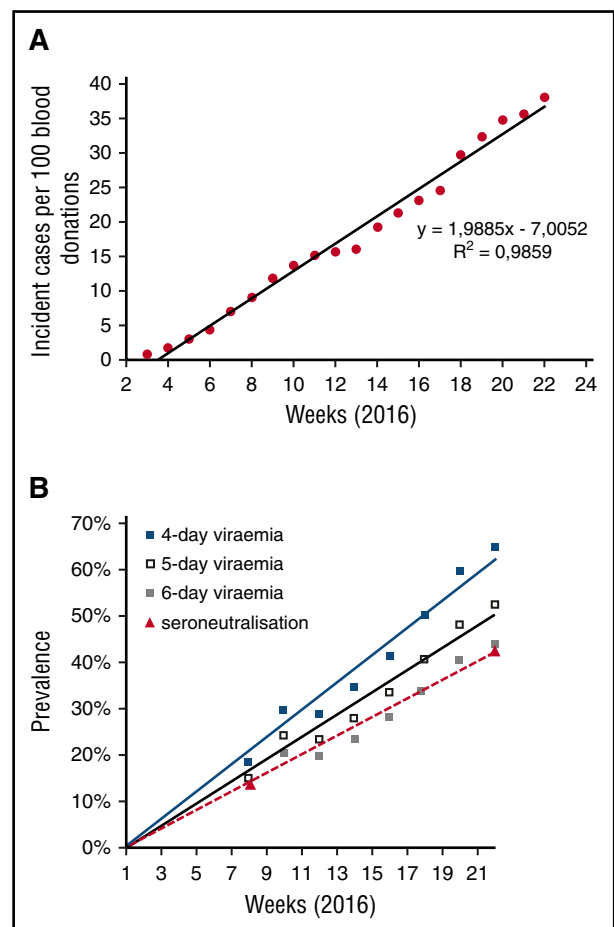 A
Incident cases per 100 blood
donations
40
35
30
25
20
15
10
5
0
y = 1,9885x - 7,0052
R² = 0,9859
2 4 6 8 10 12 14 16 18 20 22 24
Weeks (2016)
B
Prevalence
70%
60%
50%
40%
30%
20%
10%
0%
4-day viraemia
5-day viraemia
6-day viraemia
seroneutralisation
1 3 5 7 9 11 13 15 17 19 21
Weeks (2016)